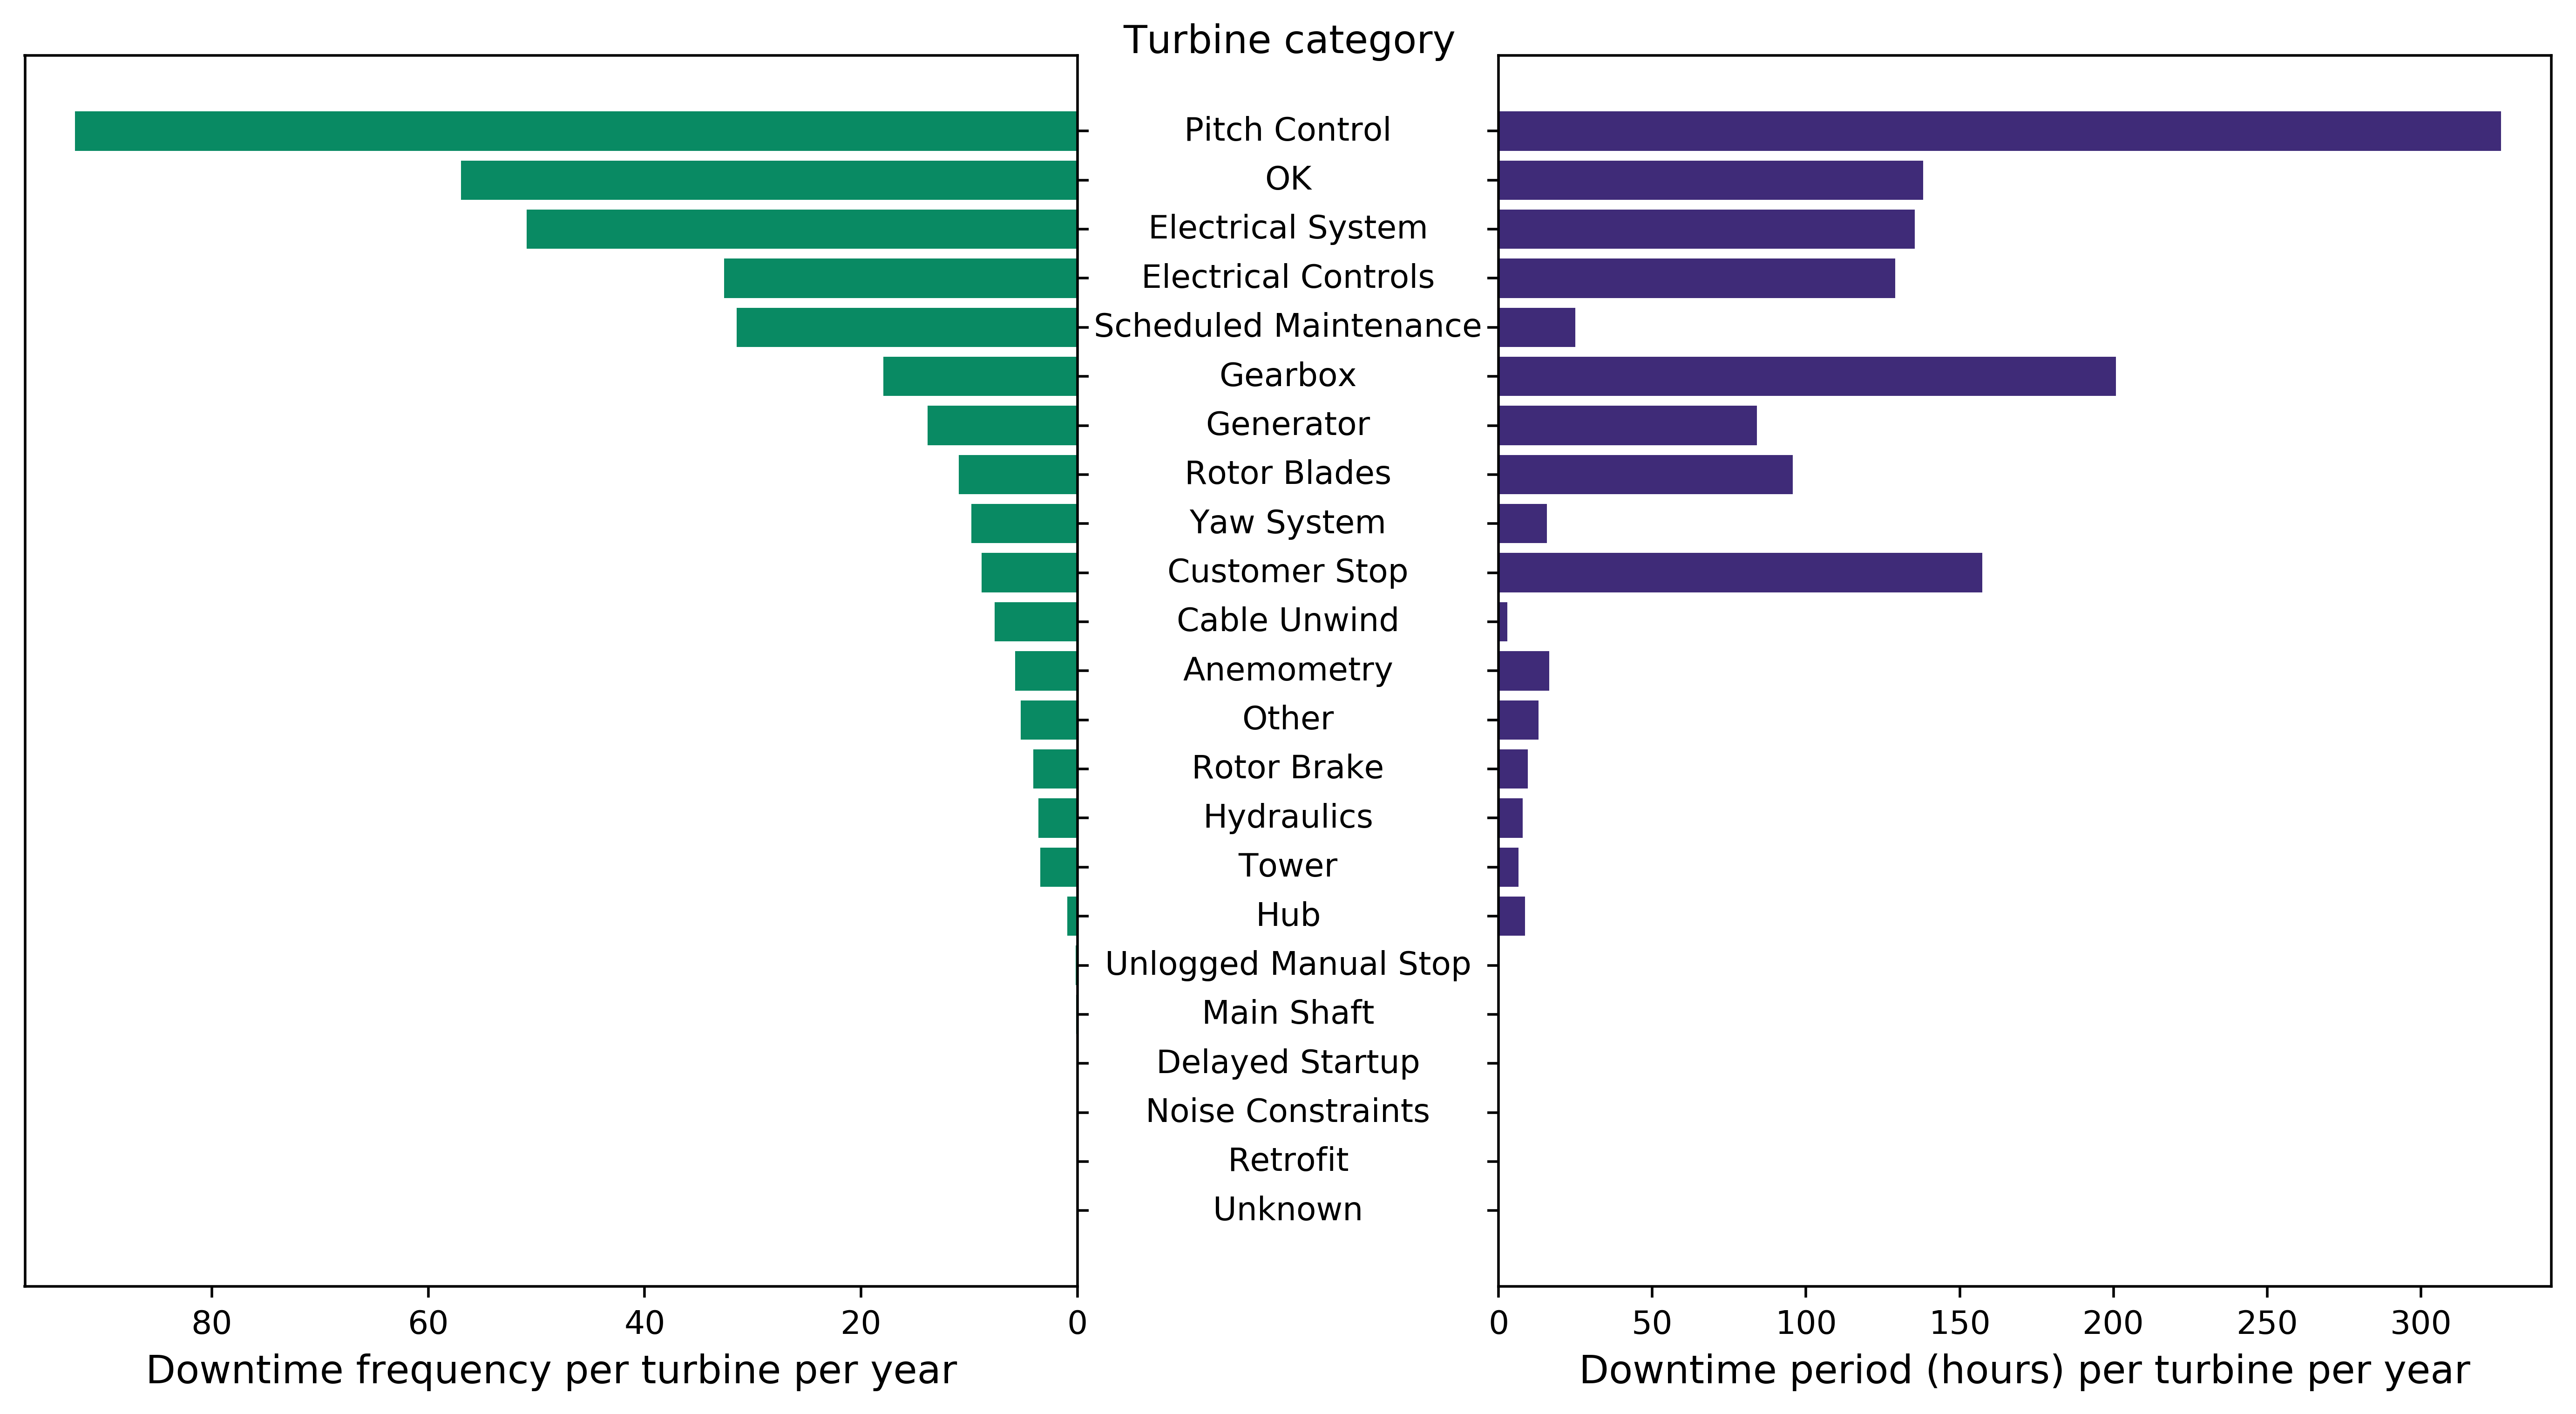 Turbine category
Pitch Control
OK
Electrical System
Electrical Controls
Scheduled Maintenance
Gearbox
Generator
Rotor Blades
Yaw System
Customer Stop
Cable Unwind
Anemometry
Other
Rotor Brake
Hydraulics
Tower
Hub
Unlogged Manual Stop
Main Shaft
Delayed Startup
Noise Constraints
Retrofit
Unknown
80 60 40 20 0
Downtime frequency per turbine per year
0 50 100 150 200 250 300
Downtime period (hours) per turbine per year